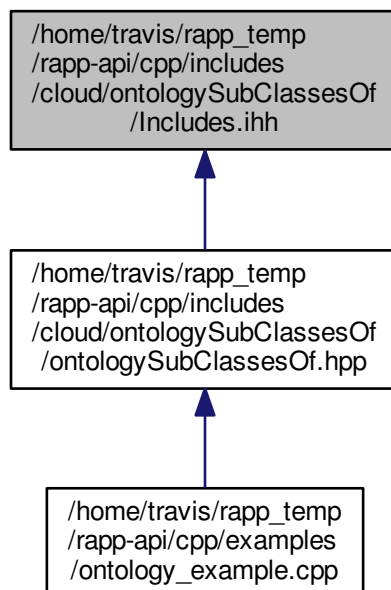 /home/travis/rapp_temp
/rapp-api/cpp/includes
/cloud/ontologySubClassesOf
/Includes.ihh
/home/travis/rapp_temp
/rapp-api/cpp/includes
/cloud/ontologySubClassesOf
/ontologySubClassesOf.hpp
/home/travis/rapp_temp
/rapp-api/cpp/examples
/ontology_example.cpp